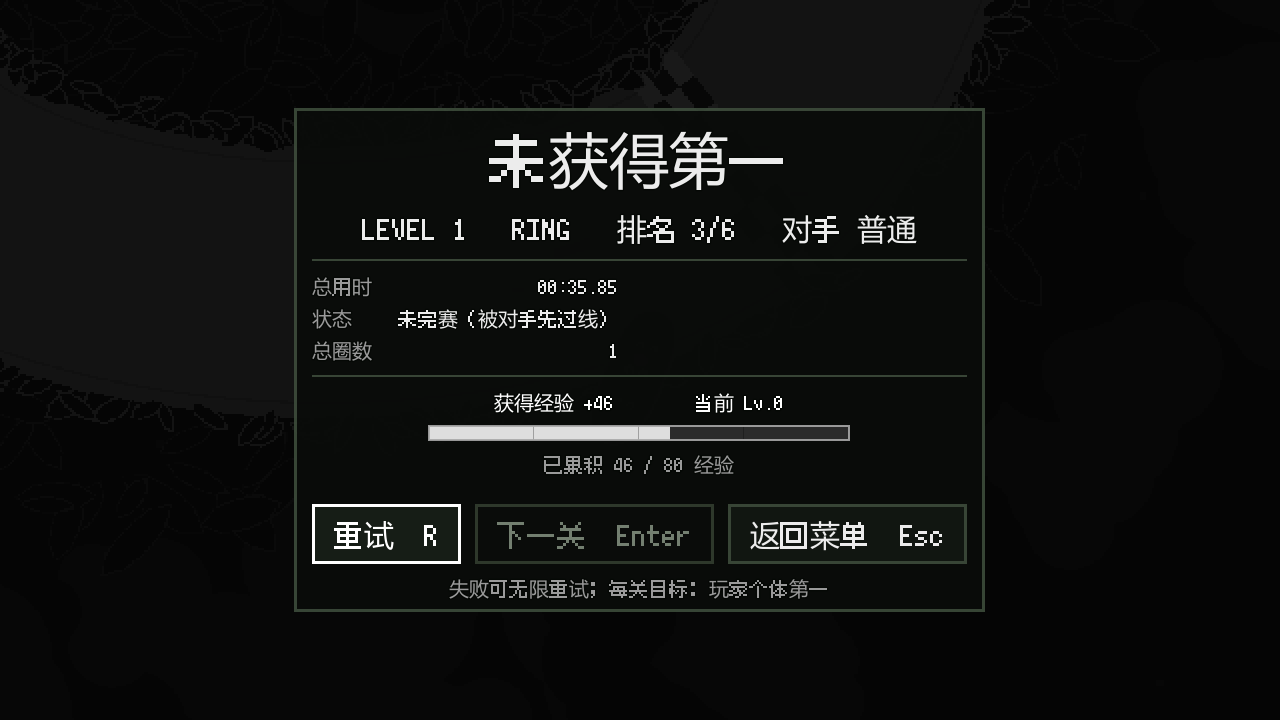 未获得第一
LEVEL 1 RING 排名 3/6 对手 普通
总用时 00:35.85
状态 未完赛（被对手先过线）
总圈数 1
获得经验 +46 当前 Lv.0
已累积 46 / 80 经验
重试 R 下一关 Enter 返回菜单 Esc
失败可无限重试；每关目标：玩家个体第一